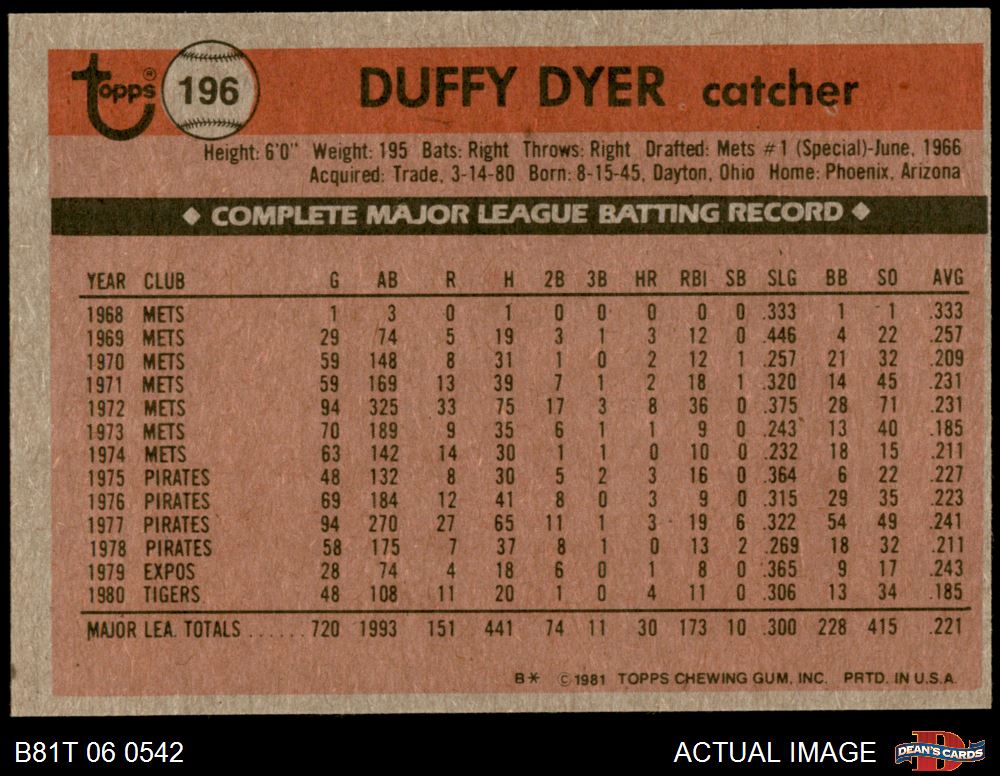 topps® 196 DUFFY DYER catcher
Height: 6'0" Weight: 195 Bats: Right Throws: Right Drafted: Mets #1 (Special)-June, 1966
Acquired: Trade, 3-14-80 Born: 8-15-45, Dayton, Ohio Home: Phoenix, Arizona
◆ COMPLETE MAJOR LEAGUE BATTING RECORD ◆
YEAR CLUB G AB R H 2B 3B HR RBI SB SLG BB SO AVG
1968 METS 1 3 0 1 0 0 0 0 0 .333 1 1 .333
1969 METS 29 74 5 19 3 1 3 12 0 .446 4 22 .257
1970 METS 59 148 8 31 1 0 2 12 1 .257 21 32 .209
1971 METS 59 169 13 39 7 1 2 18 1 .320 14 45 .231
1972 METS 94 325 33 75 17 3 8 36 0 .375 28 71 .231
1973 METS 70 189 9 35 6 1 1 9 0 .243 13 40 .185
1974 METS 63 142 14 30 1 1 0 10 0 .232 18 15 .211
1975 PIRATES 48 132 8 30 5 2 3 16 0 .364 6 22 .227
1976 PIRATES 69 184 12 41 8 0 3 9 0 .315 29 35 .223
1977 PIRATES 94 270 27 65 11 1 3 19 6 .322 54 49 .241
1978 PIRATES 58 175 7 37 8 1 0 13 2 .269 18 32 .211
1979 EXPOS 28 74 4 18 6 0 1 8 0 .365 9 17 .243
1980 TIGERS 48 108 11 20 1 0 4 11 0 .306 13 34 .185
MAJOR LEA. TOTALS ...... 720 1993 151 441 74 11 30 173 10 .300 228 415 .221
B* © 1981 TOPPS CHEWING GUM, INC. PRTD. IN U.S.A.
B81T 06 0542 ACTUAL IMAGE DEAN'S CARDS